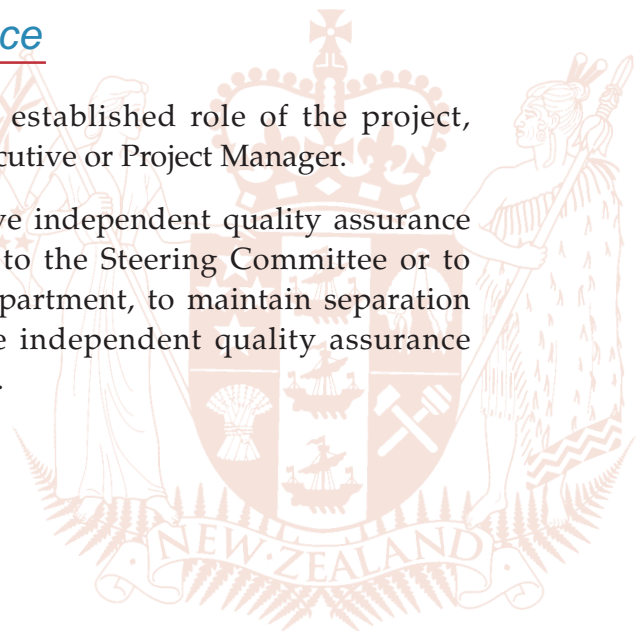 ce
established role of the project,
cutive or Project Manager.
ve independent quality assurance
to the Steering Committee or to
partment, to maintain separation
e independent quality assurance
.
NEW·ZEALAND